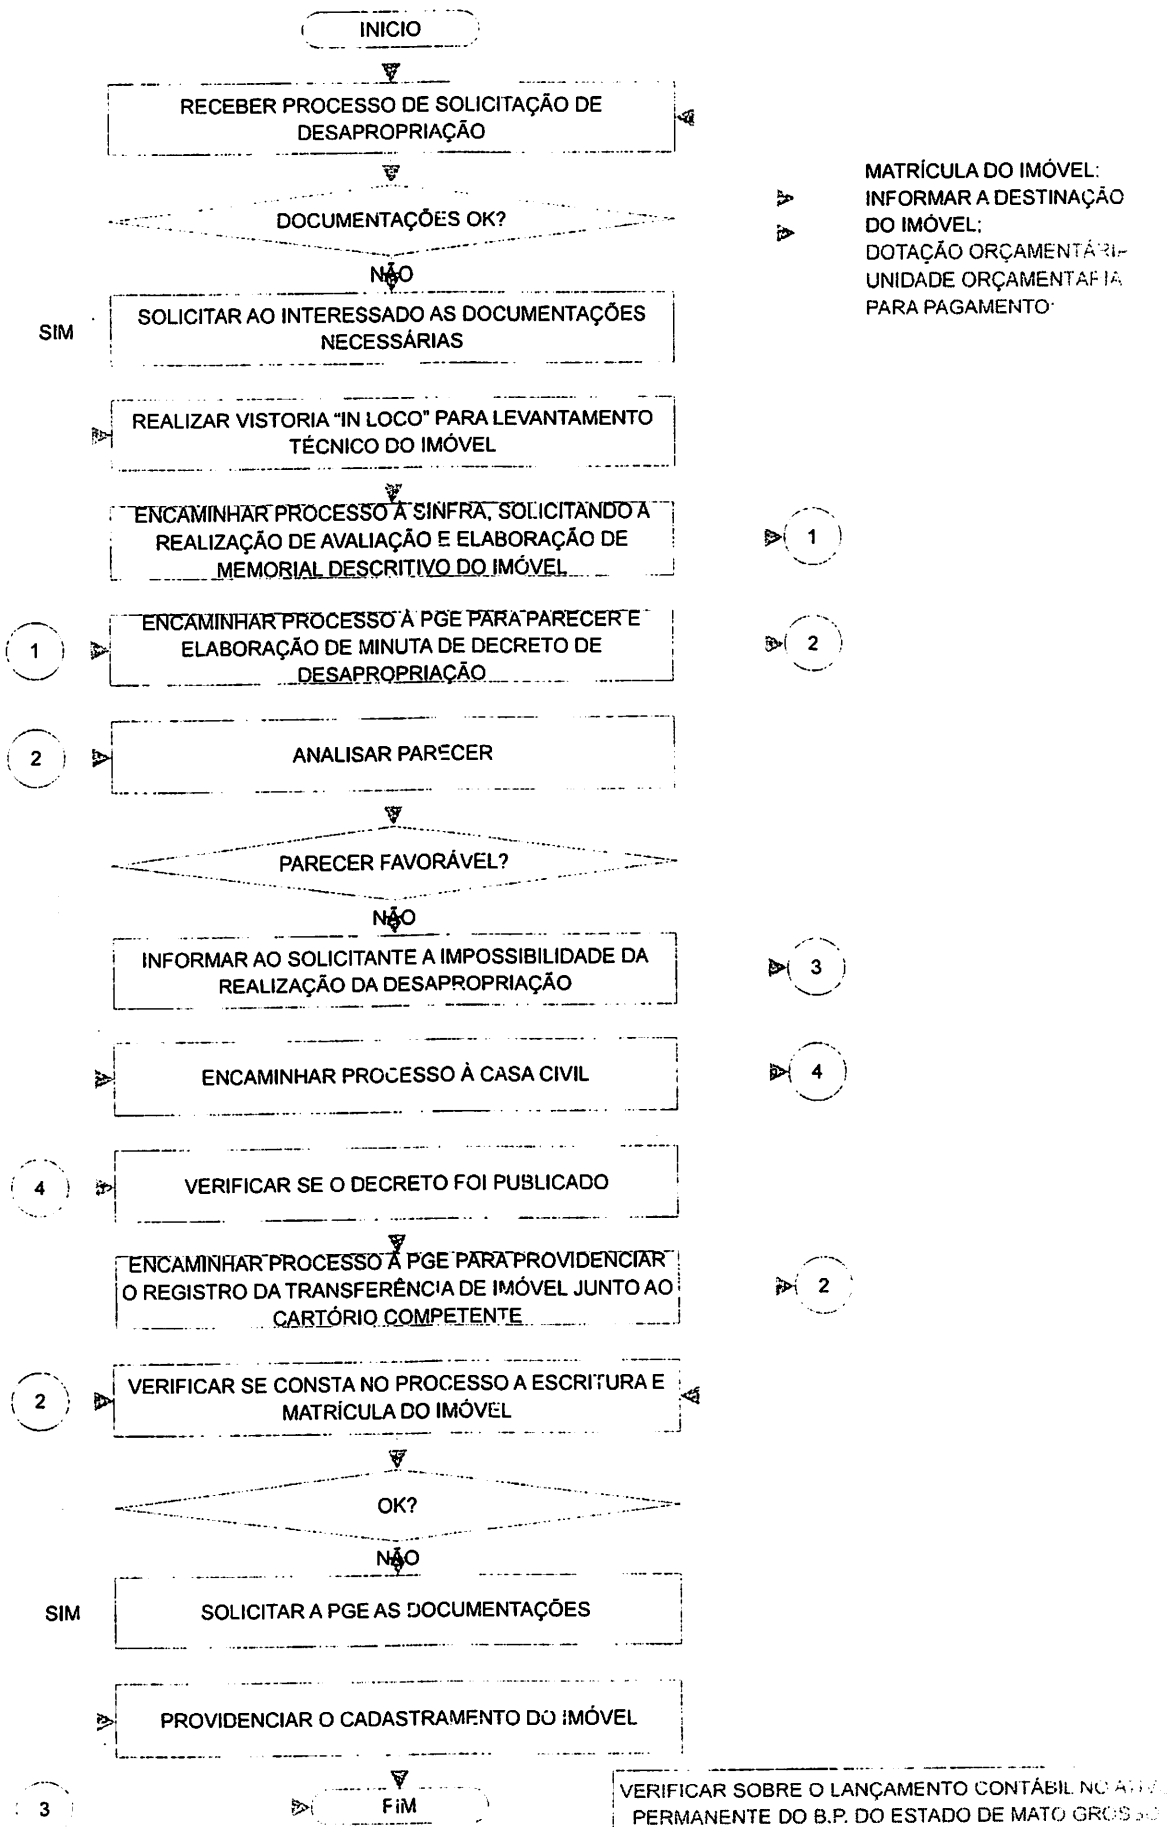 INICIO
RECEBER PROCESSO DE SOLICITAÇÃO DE
DESAPROPRIAÇÃO
MATRÍCULA DO IMÓVEL:
INFORMAR A DESTINAÇÃO
DO IMÓVEL;
DOTAÇÃO ORÇAMENTÁRIA
UNIDADE ORÇAMENTARIA
PARA PAGAMENTO
DOCUMENTAÇÕES OK?
NÃO
SIM
SOLICITAR AO INTERESSADO AS DOCUMENTAÇÕES
NECESSÁRIAS
REALIZAR VISTORIA “IN LOCO” PARA LEVANTAMENTO
TÉCNICO DO IMÓVEL
ENCAMINHAR PROCESSO À SINFRA, SOLICITANDO A
REALIZAÇÃO DE AVALIAÇÃO E ELABORAÇÃO DE
MEMORIAL DESCRITIVO DO IMÓVEL
1
1
ENCAMINHAR PROCESSO À PGE PARA PARECER E
ELABORAÇÃO DE MINUTA DE DECRETO DE
DESAPROPRIAÇÃO
2
2
ANALISAR PARECER
PARECER FAVORÁVEL?
NÃO
INFORMAR AO SOLICITANTE A IMPOSSIBILIDADE DA
REALIZAÇÃO DA DESAPROPRIAÇÃO
3
ENCAMINHAR PROCESSO À CASA CIVIL
4
4
VERIFICAR SE O DECRETO FOI PUBLICADO
ENCAMINHAR PROCESSO À PGE PARA PROVIDENCIAR
O REGISTRO DA TRANSFERÊNCIA DE IMÓVEL JUNTO AO
CARTÓRIO COMPETENTE
2
2
VERIFICAR SE CONSTA NO PROCESSO A ESCRITURA E
MATRÍCULA DO IMÓVEL
OK?
NÃO
SIM
SOLICITAR A PGE AS DOCUMENTAÇÕES
PROVIDENCIAR O CADASTRAMENTO DO IMÓVEL
3
FIM
VERIFICAR SOBRE O LANÇAMENTO CONTÁBIL NO
PERMANENTE DO B.P. DO ESTADO DE MATO GROSSO